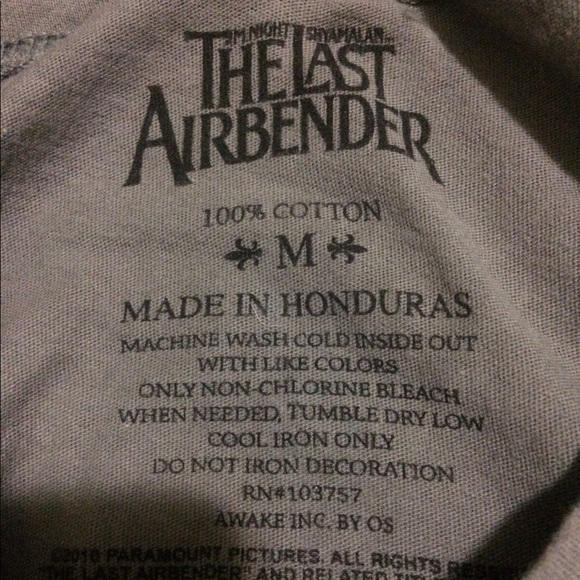 M. NIGHT SHYAMALAN
THE LAST
AIRBENDER
100% COTTON
M
MADE IN HONDURAS
MACHINE WASH COLD INSIDE OUT
WITH LIKE COLORS
ONLY NON-CHLORINE BLEACH
WHEN NEEDED, TUMBLE DRY LOW
COOL IRON ONLY
DO NOT IRON DECORATION
RN#103757
AWAKE INC. BY OS
©2010 PARAMOUNT PICTURES. ALL RIGHTS
"THE LAST AIRBENDER" AND RELATED